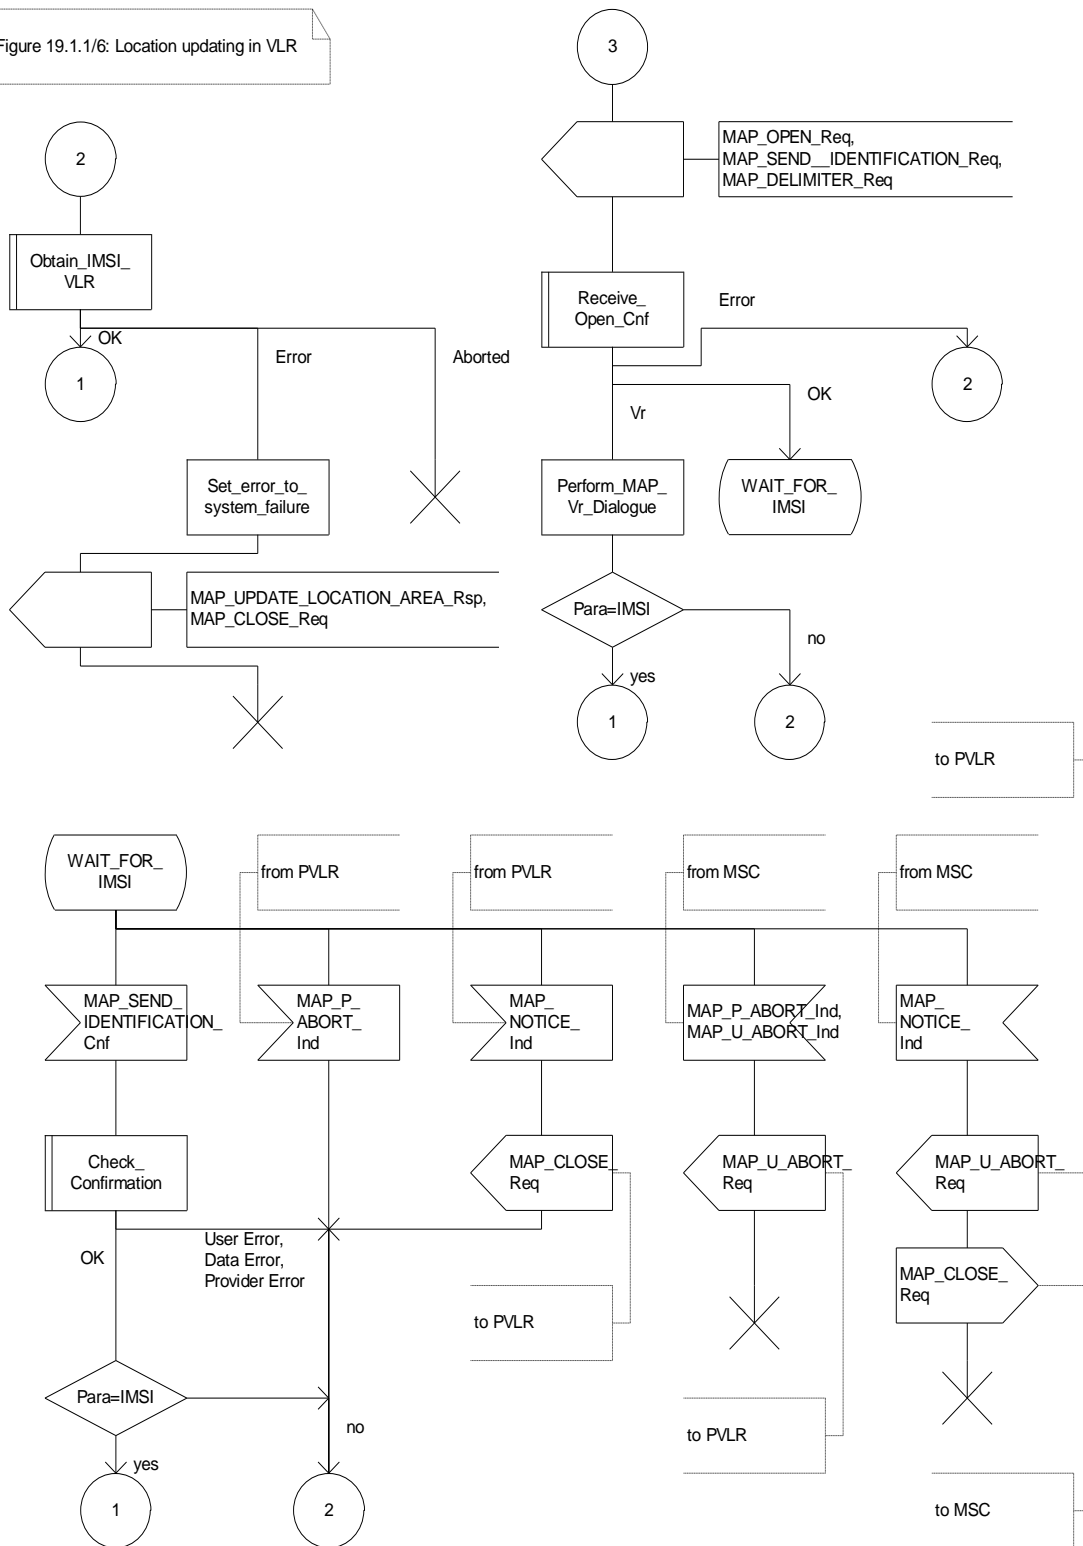 Figure 19.1.1/6: Location updating in VLR
3
2
MAP_OPEN_Req,
MAP_SEND__IDENTIFICATION_Req,
MAP_DELIMITER_Req
Obtain_IMSI_
VLR
Receive_
Open_Cnf
Error
OK
1
Error
Aborted
2
OK
Vr
Set_error_to_
system_failure
Perform_MAP_
Vr_Dialogue
WAIT_FOR_
IMSI
MAP_UPDATE_LOCATION_AREA_Rsp,
MAP_CLOSE_Req
Para=IMSI
no
yes
1
2
to PVLR
WAIT_FOR_
IMSI
from PVLR
from PVLR
from MSC
from MSC
MAP_SEND_
IDENTIFICATION_
Cnf
MAP_P_
ABORT_
Ind
MAP_
NOTICE_
Ind
MAP_P_ABORT_Ind,
MAP_U_ABORT_Ind
MAP_
NOTICE_
Ind
Check_
Confirmation
MAP_CLOSE_
Req
MAP_U_ABORT_
Req
MAP_U_ABORT_
Req
OK
User Error,
Data Error,
Provider Error
MAP_CLOSE_
Req
to PVLR
Para=IMSI
no
to PVLR
yes
1
2
to MSC